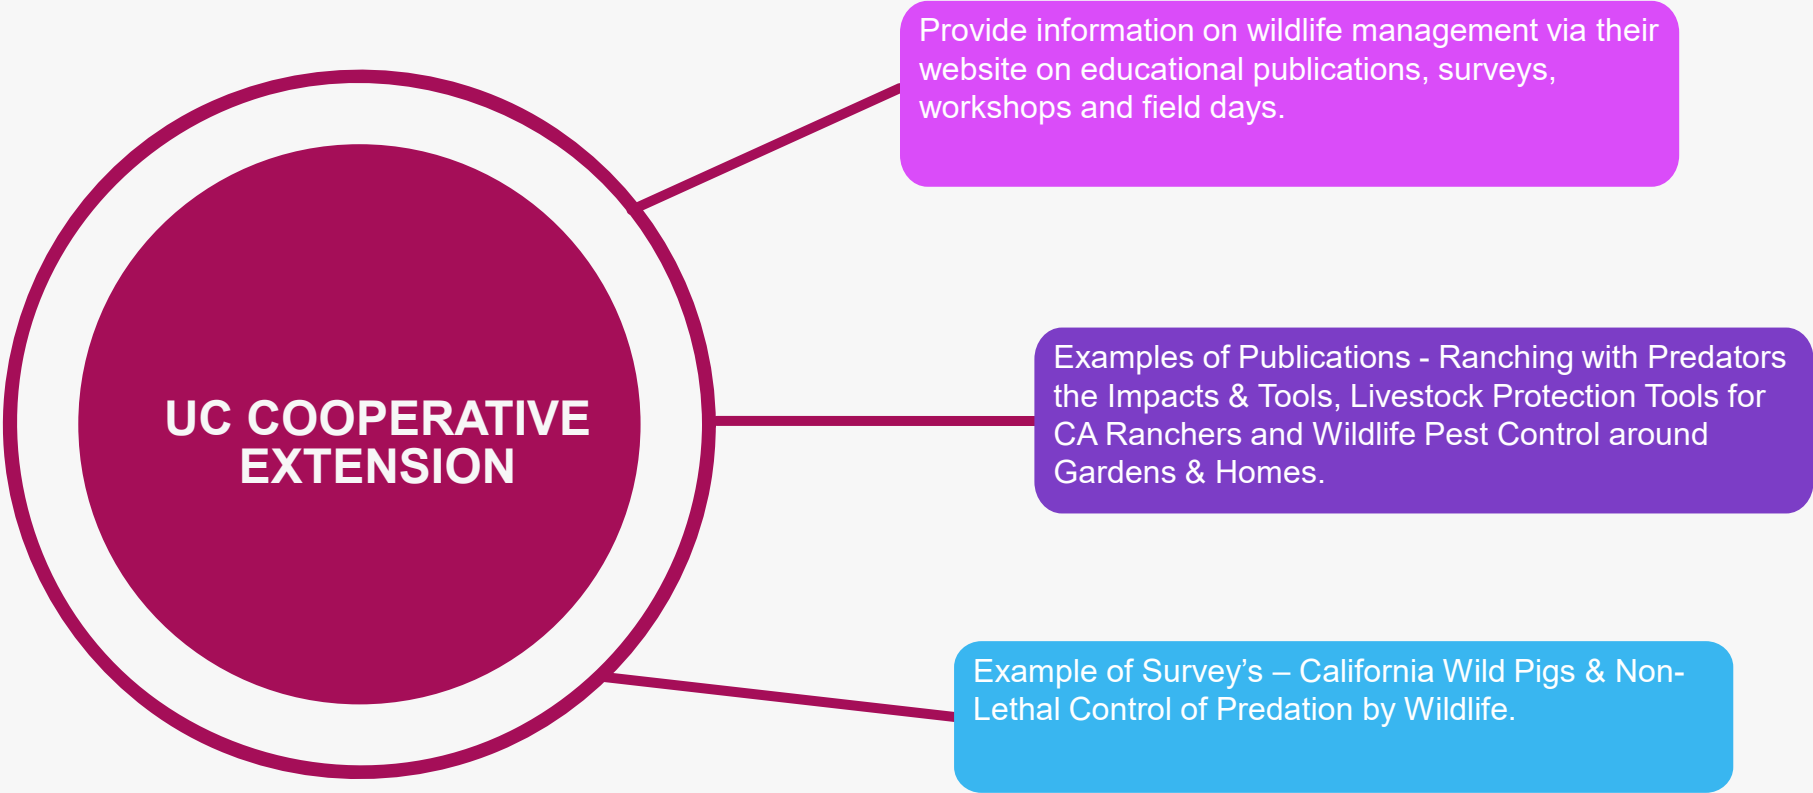 UC COOPERATIVE
EXTENSION
Provide information on wildlife management via their
website on educational publications, surveys,
workshops and field days.
Examples of Publications - Ranching with Predators
the Impacts & Tools, Livestock Protection Tools for
CA Ranchers and Wildlife Pest Control around
Gardens & Homes.
Example of Survey’s – California Wild Pigs & Non-
Lethal Control of Predation by Wildlife.